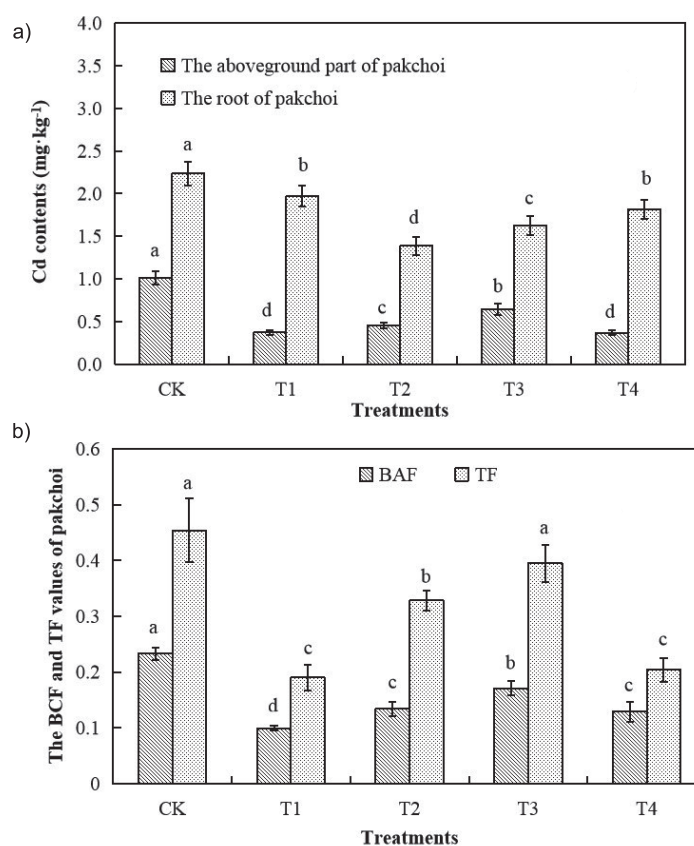 a)
4.0
3.5
3.0
2.5
2.0
1.5
1.0
0.5
0.0
Cd contents (mg·kg⁻¹)
The aboveground part of pakchoi
The root of pakchoi
a
a
d
b
c
d
b
c
d
b
CK T1 T2 T3 T4
Treatments
b)
0.6
0.5
0.4
0.3
0.2
0.1
0
The BCF and TF values of pakchoi
BAF TF
a
a
d
c
c
b
b
a
c
c
CK T1 T2 T3 T4
Treatments